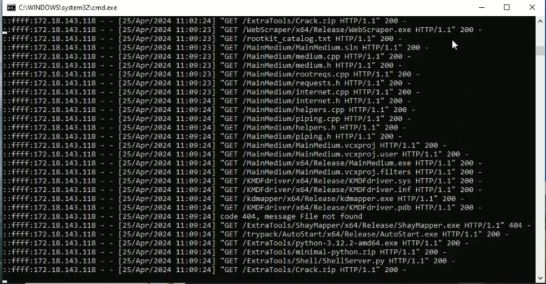 C:\WINDOWS\system32\cmd.exe
::ffff:172.18.143.118 - - [25/Apr/2024 11:02:24] "GET /ExtraTools/Crack.zip HTTP/1.1" 200 -
::ffff:172.18.143.118 - - [25/Apr/2024 11:09:23] "GET /WebScraper/x64/Release/WebScraper.exe HTTP/1.1" 200 -
::ffff:172.18.143.118 - - [25/Apr/2024 11:09:23] "GET /rootkit_catalog.txt HTTP/1.1" 200 -
::ffff:172.18.143.118 - - [25/Apr/2024 11:09:23] "GET /MainMedium/MainMedium.sln HTTP/1.1" 200 -
::ffff:172.18.143.118 - - [25/Apr/2024 11:09:23] "GET /MainMedium/medium.cpp HTTP/1.1" 200 -
::ffff:172.18.143.118 - - [25/Apr/2024 11:09:23] "GET /MainMedium/medium.h HTTP/1.1" 200 -
::ffff:172.18.143.118 - - [25/Apr/2024 11:09:23] "GET /MainMedium/rootreqs.cpp HTTP/1.1" 200 -
::ffff:172.18.143.118 - - [25/Apr/2024 11:09:23] "GET /MainMedium/requests.h HTTP/1.1" 200 -
::ffff:172.18.143.118 - - [25/Apr/2024 11:09:23] "GET /MainMedium/internet.cpp HTTP/1.1" 200 -
::ffff:172.18.143.118 - - [25/Apr/2024 11:09:24] "GET /MainMedium/internet.h HTTP/1.1" 200 -
::ffff:172.18.143.118 - - [25/Apr/2024 11:09:24] "GET /MainMedium/helpers.cpp HTTP/1.1" 200 -
::ffff:172.18.143.118 - - [25/Apr/2024 11:09:24] "GET /MainMedium/piping.cpp HTTP/1.1" 200 -
::ffff:172.18.143.118 - - [25/Apr/2024 11:09:24] "GET /MainMedium/helpers.h HTTP/1.1" 200 -
::ffff:172.18.143.118 - - [25/Apr/2024 11:09:24] "GET /MainMedium/piping.h HTTP/1.1" 200 -
::ffff:172.18.143.118 - - [25/Apr/2024 11:09:24] "GET /MainMedium/MainMedium.vcxproj HTTP/1.1" 200 -
::ffff:172.18.143.118 - - [25/Apr/2024 11:09:24] "GET /MainMedium/MainMedium.vcxproj.user HTTP/1.1" 200 -
::ffff:172.18.143.118 - - [25/Apr/2024 11:09:24] "GET /MainMedium/x64/Release/MainMedium.exe HTTP/1.1" 200 -
::ffff:172.18.143.118 - - [25/Apr/2024 11:09:24] "GET /MainMedium/MainMedium.vcxproj.filters HTTP/1.1" 200 -
::ffff:172.18.143.118 - - [25/Apr/2024 11:09:24] "GET /KMDFdriver/x64/Release/KMDFdriver.sys HTTP/1.1" 200 -
::ffff:172.18.143.118 - - [25/Apr/2024 11:09:24] "GET /KMDFdriver/x64/Release/KMDFdriver.inf HTTP/1.1" 200 -
::ffff:172.18.143.118 - - [25/Apr/2024 11:09:24] "GET /kdmapper/x64/Release/kdmapper.exe HTTP/1.1" 200 -
::ffff:172.18.143.118 - - [25/Apr/2024 11:09:24] "GET /KMDFdriver/x64/Release/KMDFdriver.pdb HTTP/1.1" 200 -
::ffff:172.18.143.118 - - [25/Apr/2024 11:09:24] code 404, message File not found
::ffff:172.18.143.118 - - [25/Apr/2024 11:09:24] "GET /ExtraTools/ShayMapper/x64/Release/ShayMapper.exe HTTP/1.1" 404 -
::ffff:172.18.143.118 - - [25/Apr/2024 11:09:24] "GET /trypack/AutoStart/x64/Release/AutoStart.exe HTTP/1.1" 200 -
::ffff:172.18.143.118 - - [25/Apr/2024 11:09:24] "GET /ExtraTools/python-3.12.2-amd64.exe HTTP/1.1" 200 -
::ffff:172.18.143.118 - - [25/Apr/2024 11:09:24] "GET /ExtraTools/minimal-python.zip HTTP/1.1" 200 -
::ffff:172.18.143.118 - - [25/Apr/2024 11:09:24] "GET /ExtraTools/Shell/ShellServer.py HTTP/1.1" 200 -
::ffff:172.18.143.118 - - [25/Apr/2024 11:09:24] "GET /ExtraTools/Crack.zip HTTP/1.1" 200 -